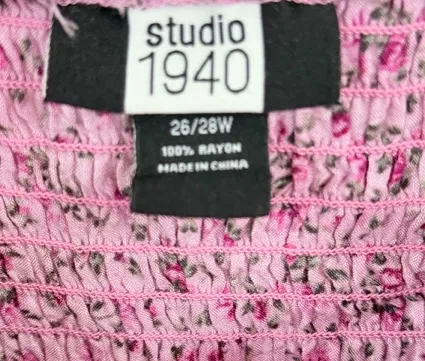 studio
1940
26/28W
100% RAYON
MADE IN CHINA